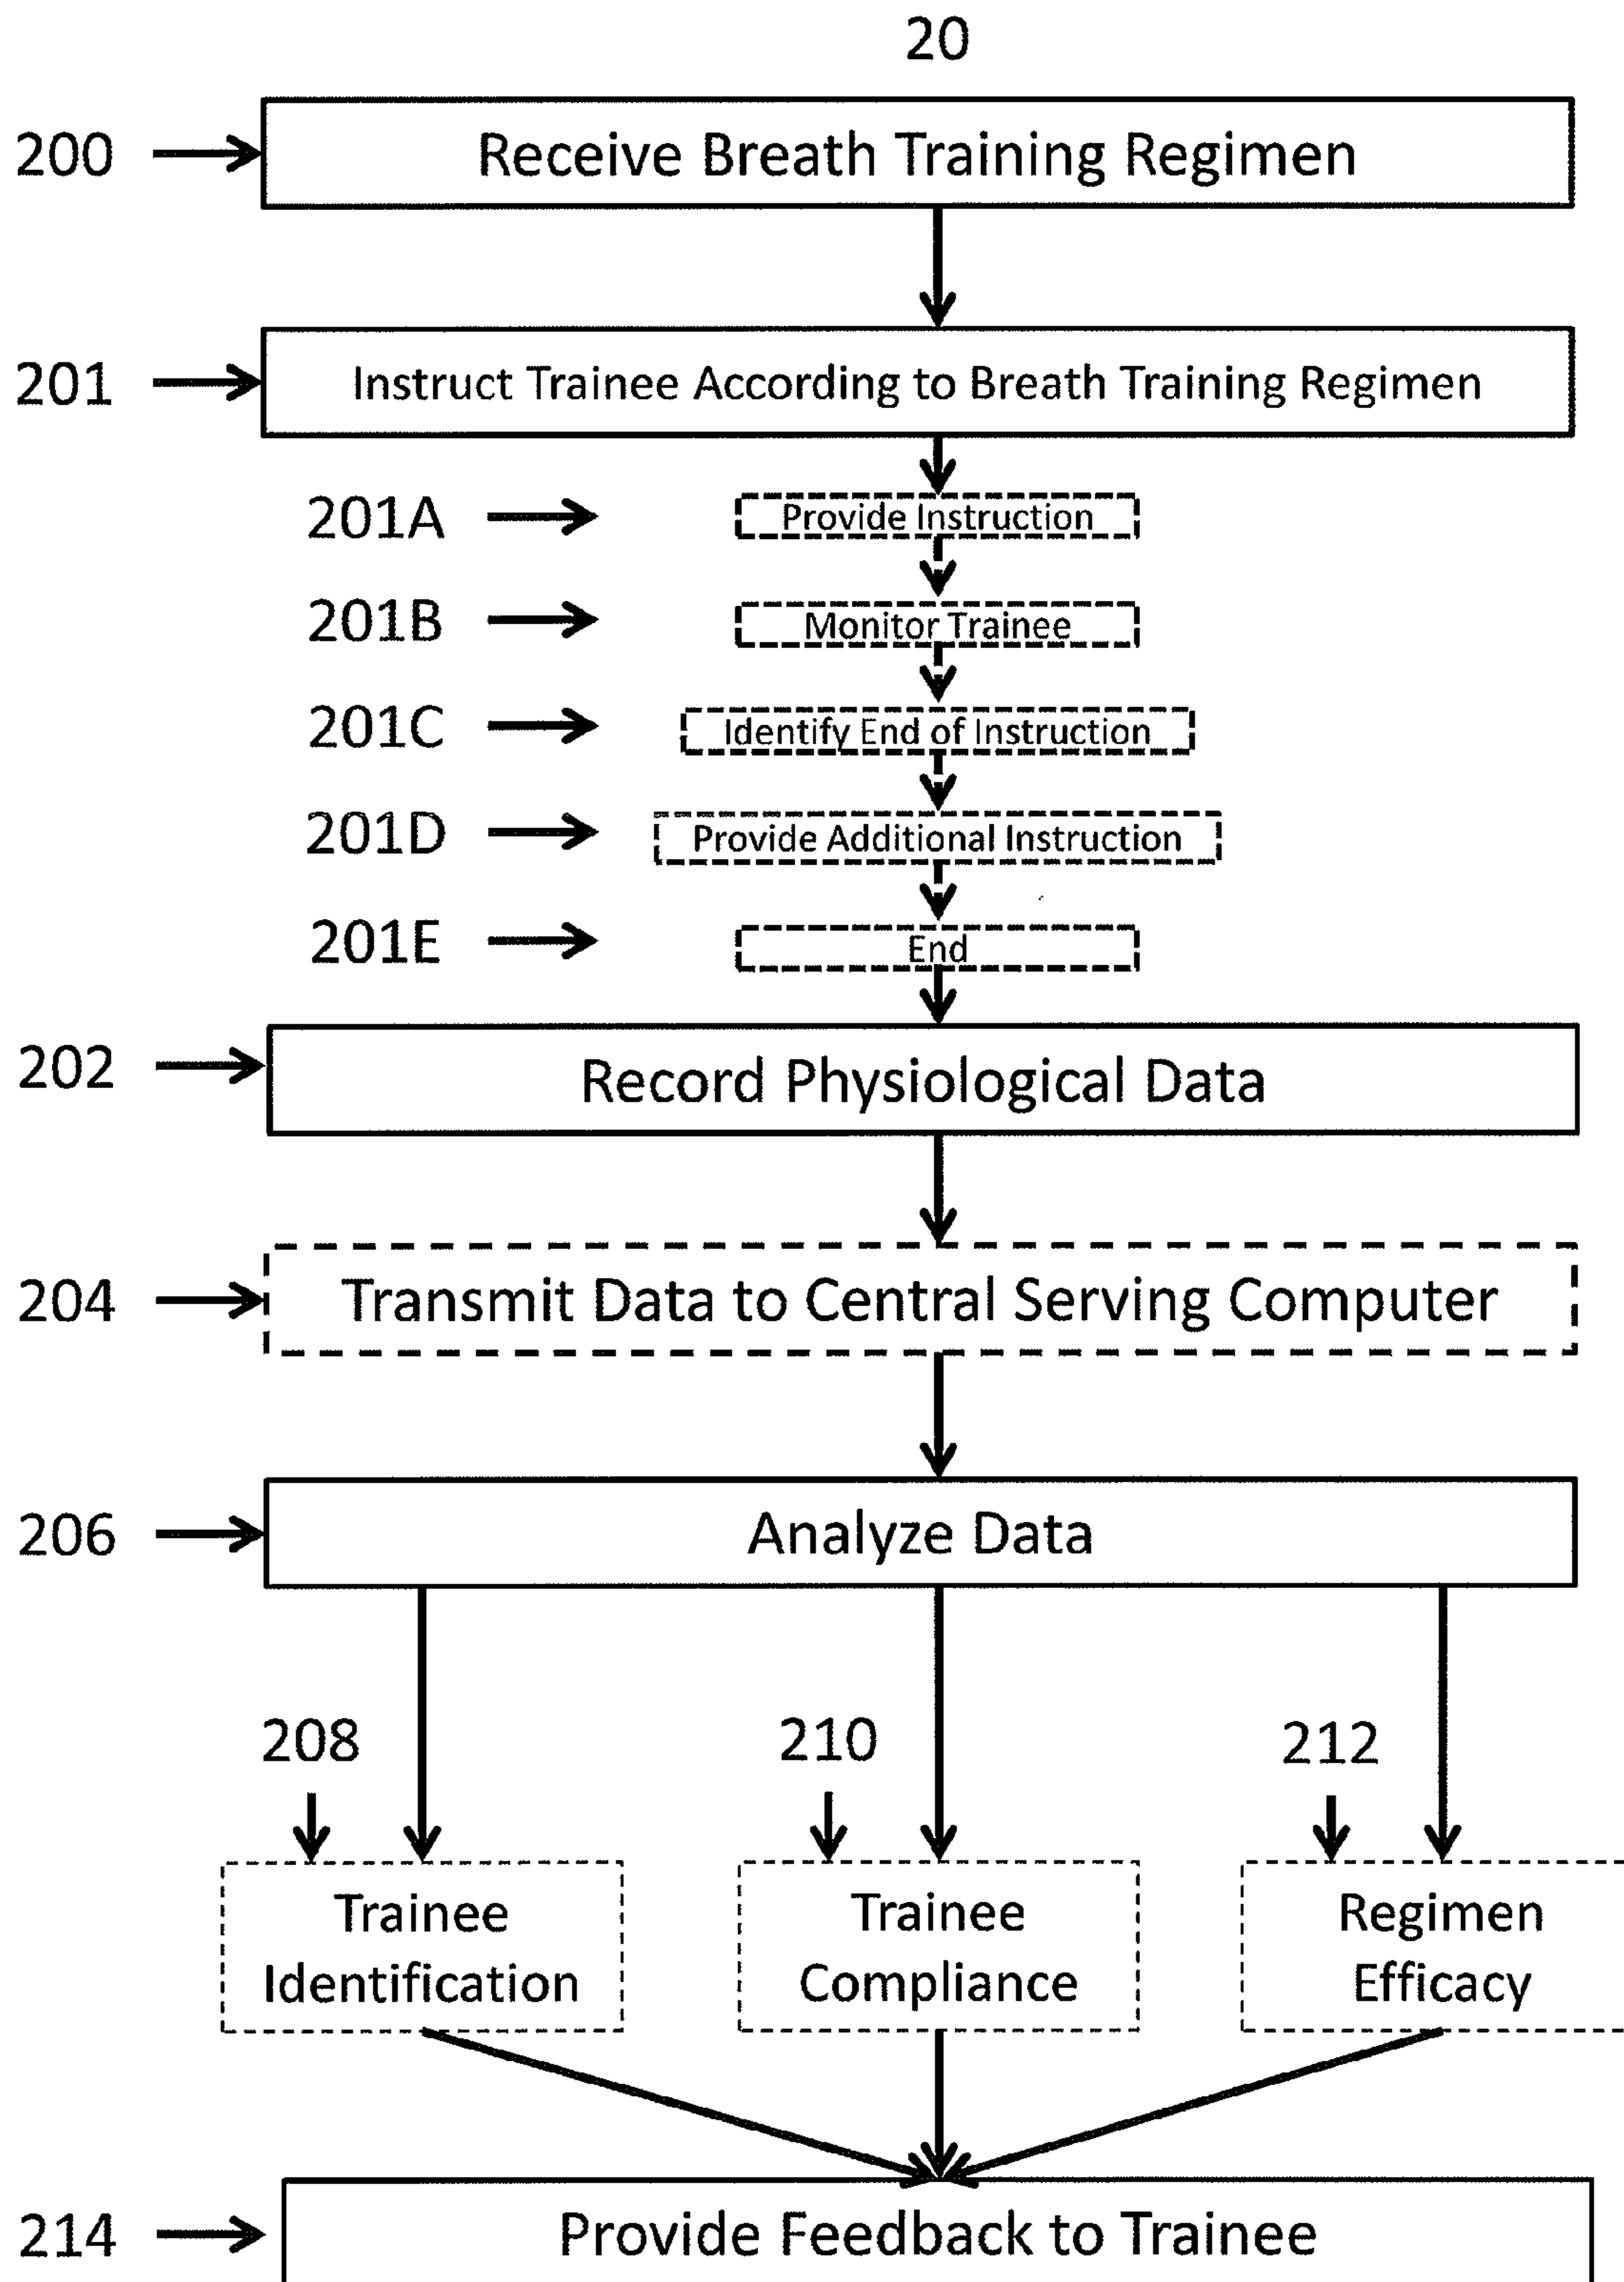 20
200
Receive Breath Training Regimen
201
Instruct Trainee According to Breath Training Regimen
201A
Provide Instruction
201B
Monitor Trainee
201C
Identify End of Instruction
201D
Provide Additional Instruction
201E
End
202
Record Physiological Data
204
Transmit Data to Central Serving Computer
206
Analyze Data
208
210
212
Trainee
Identification
Trainee
Compliance
Regimen
Efficacy
214
Provide Feedback to Trainee